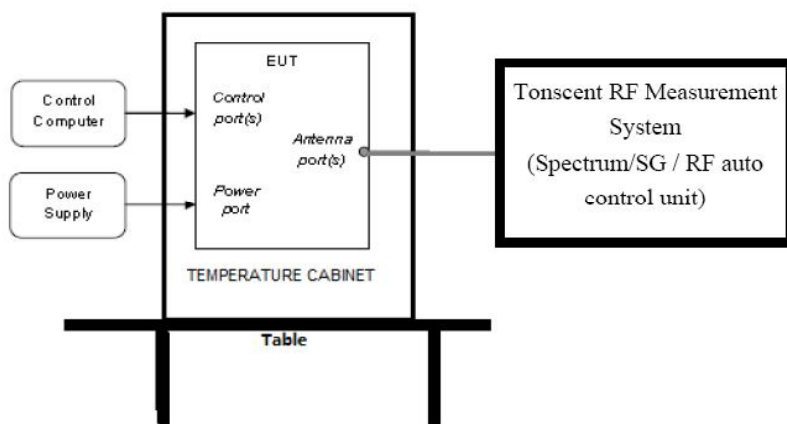 EUT
Control
Computer
Control
port(s)
Antenna
port(s)
Power
Supply
Power
port
TEMPERATURE CABINET
Table
Tonscent RF Measurement
System
(Spectrum/SG / RF auto
control unit)